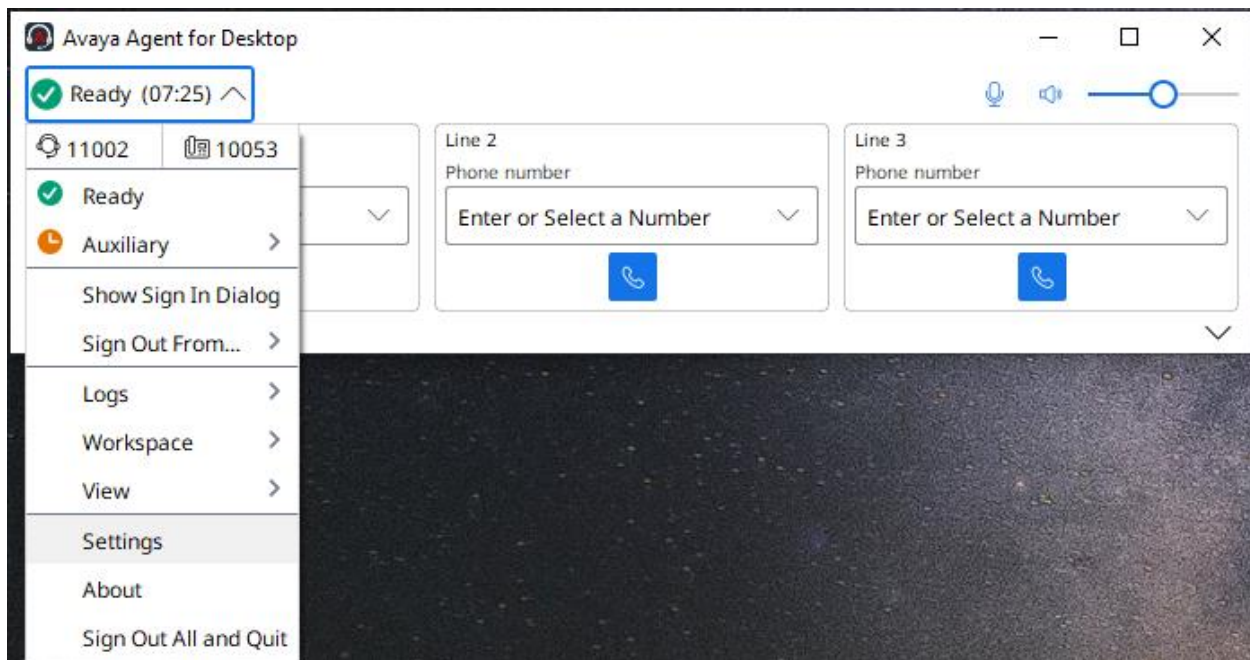 Avaya Agent for Desktop
Ready (07:25)
11002 10053
Ready
Auxiliary
Show Sign In Dialog
Sign Out From...
Logs
Workspace
View
Settings
About
Sign Out All and Quit
Line 2
Phone number
Enter or Select a Number
Line 3
Phone number
Enter or Select a Number